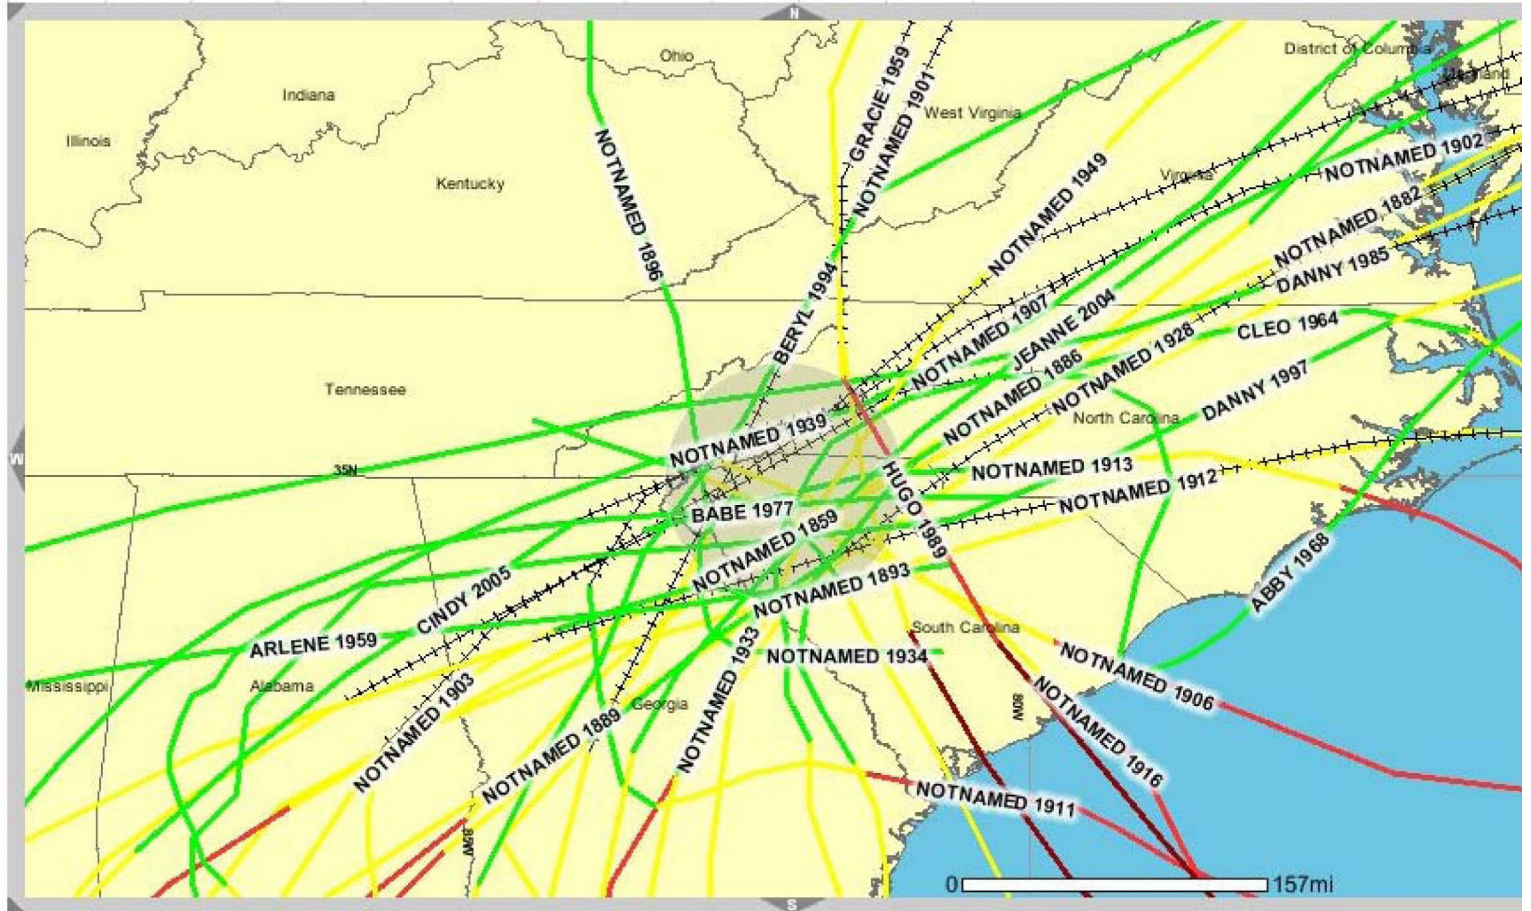 N
Ohio
District of Columbia
GRACIE 1959
Maryland
Indiana
NOTNAMED 1901
West Virginia
Illinois
NOTNAMED 1902
NOTNAMED 1896
NOTNAMED 1949
Virginia
Kentucky
NOTNAMED 1882
DANNY 1985
BERYL 1994
NOTNAMED 1907
JEANNE 2004
CLEO 1964
NOTNAMED 1928
NOTNAMED 1886
Tennessee
DANNY 1997
North Carolina
NOTNAMED 1939
W
35N
NOTNAMED 1913
NOTNAMED 1912
HUGO 1989
BABE 1977
NOTNAMED 1859
ABBY 1968
NOTNAMED 1893
CINDY 2005
South Carolina
ARLENE 1959
NOTNAMED 1934
NOTNAMED 1933
Mississippi
Alabama
NOTNAMED 1906
Georgia
80W
NOTNAMED 1903
NOTNAMED 1916
NOTNAMED 1889
NOTNAMED 1911
85W
0 157mi
S